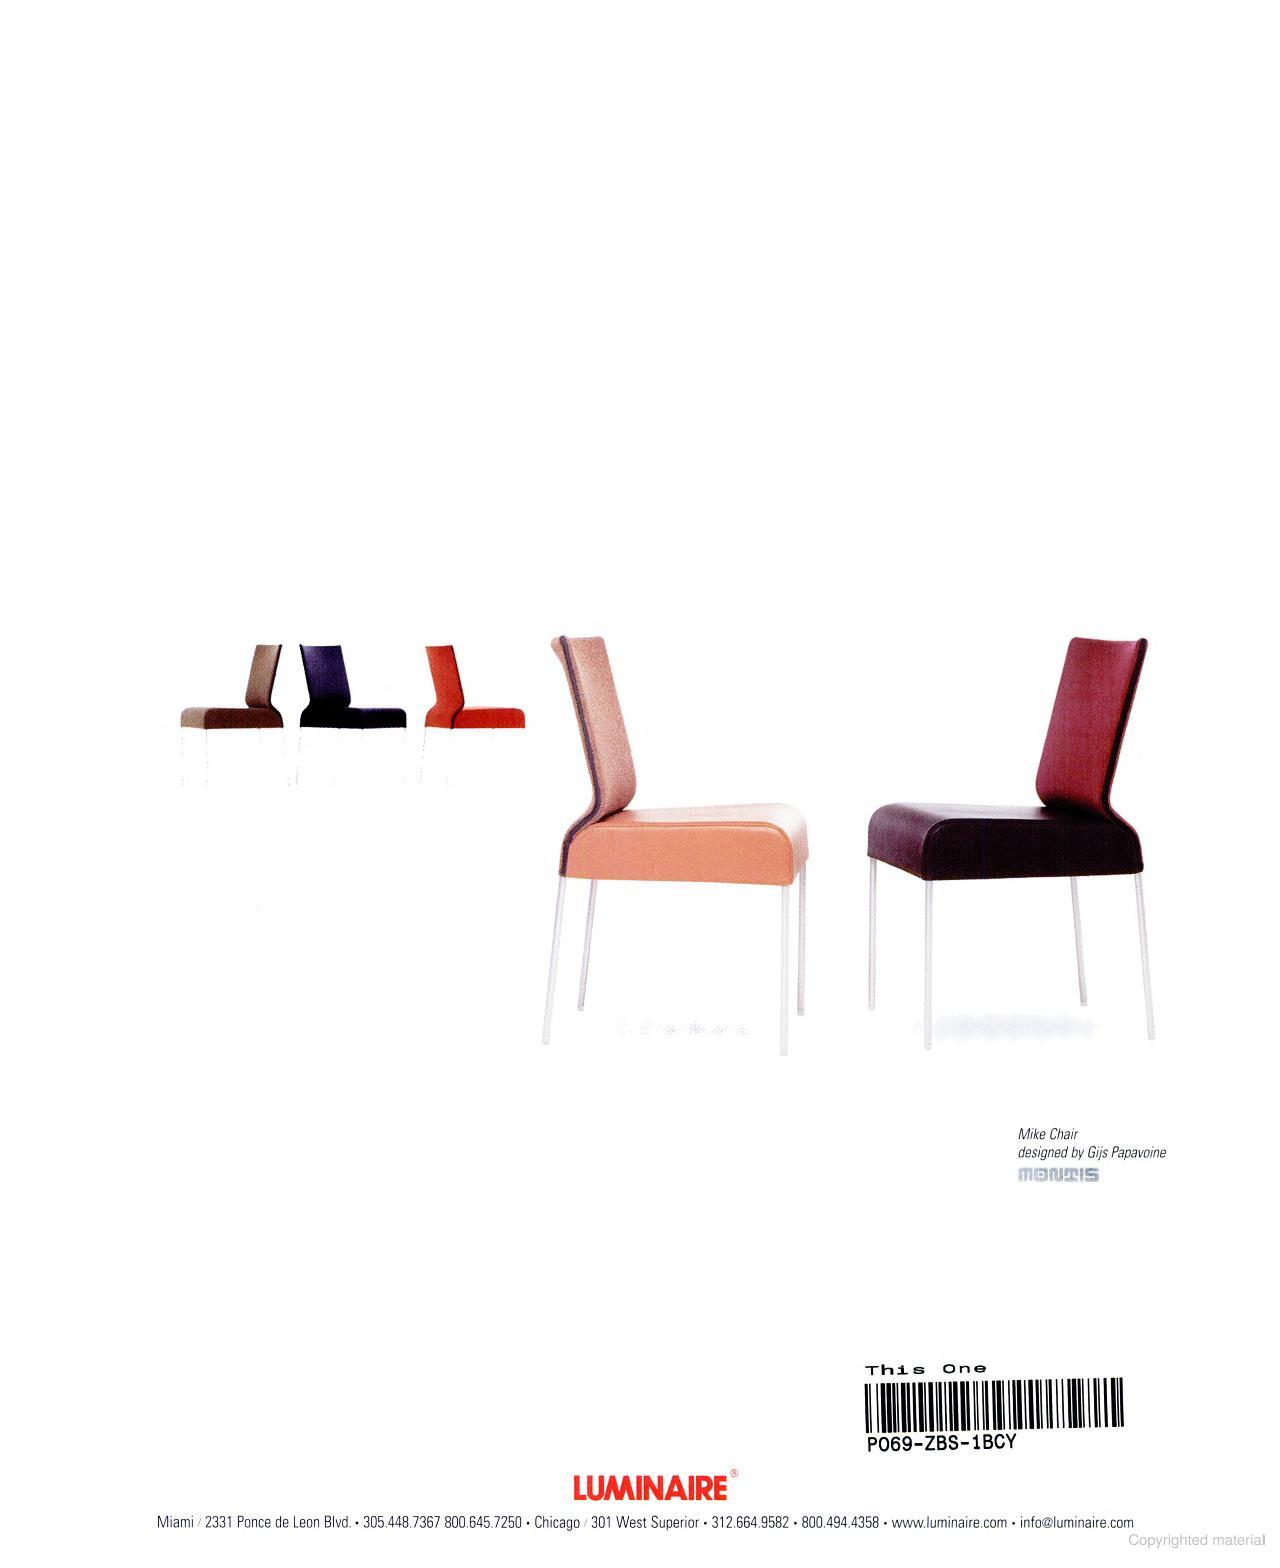 Mike Chair
designed by Gijs Papavoine
MONTIS
This One
P069-ZBS-1BCY
LUMINAIRE®
Miami / 2331 Ponce de Leon Blvd. • 305.448.7367 800.645.7250 • Chicago / 301 West Superior • 312.664.9582 • 800.494.4358 • www.luminaire.com • info@luminaire.com
Copyrighted material